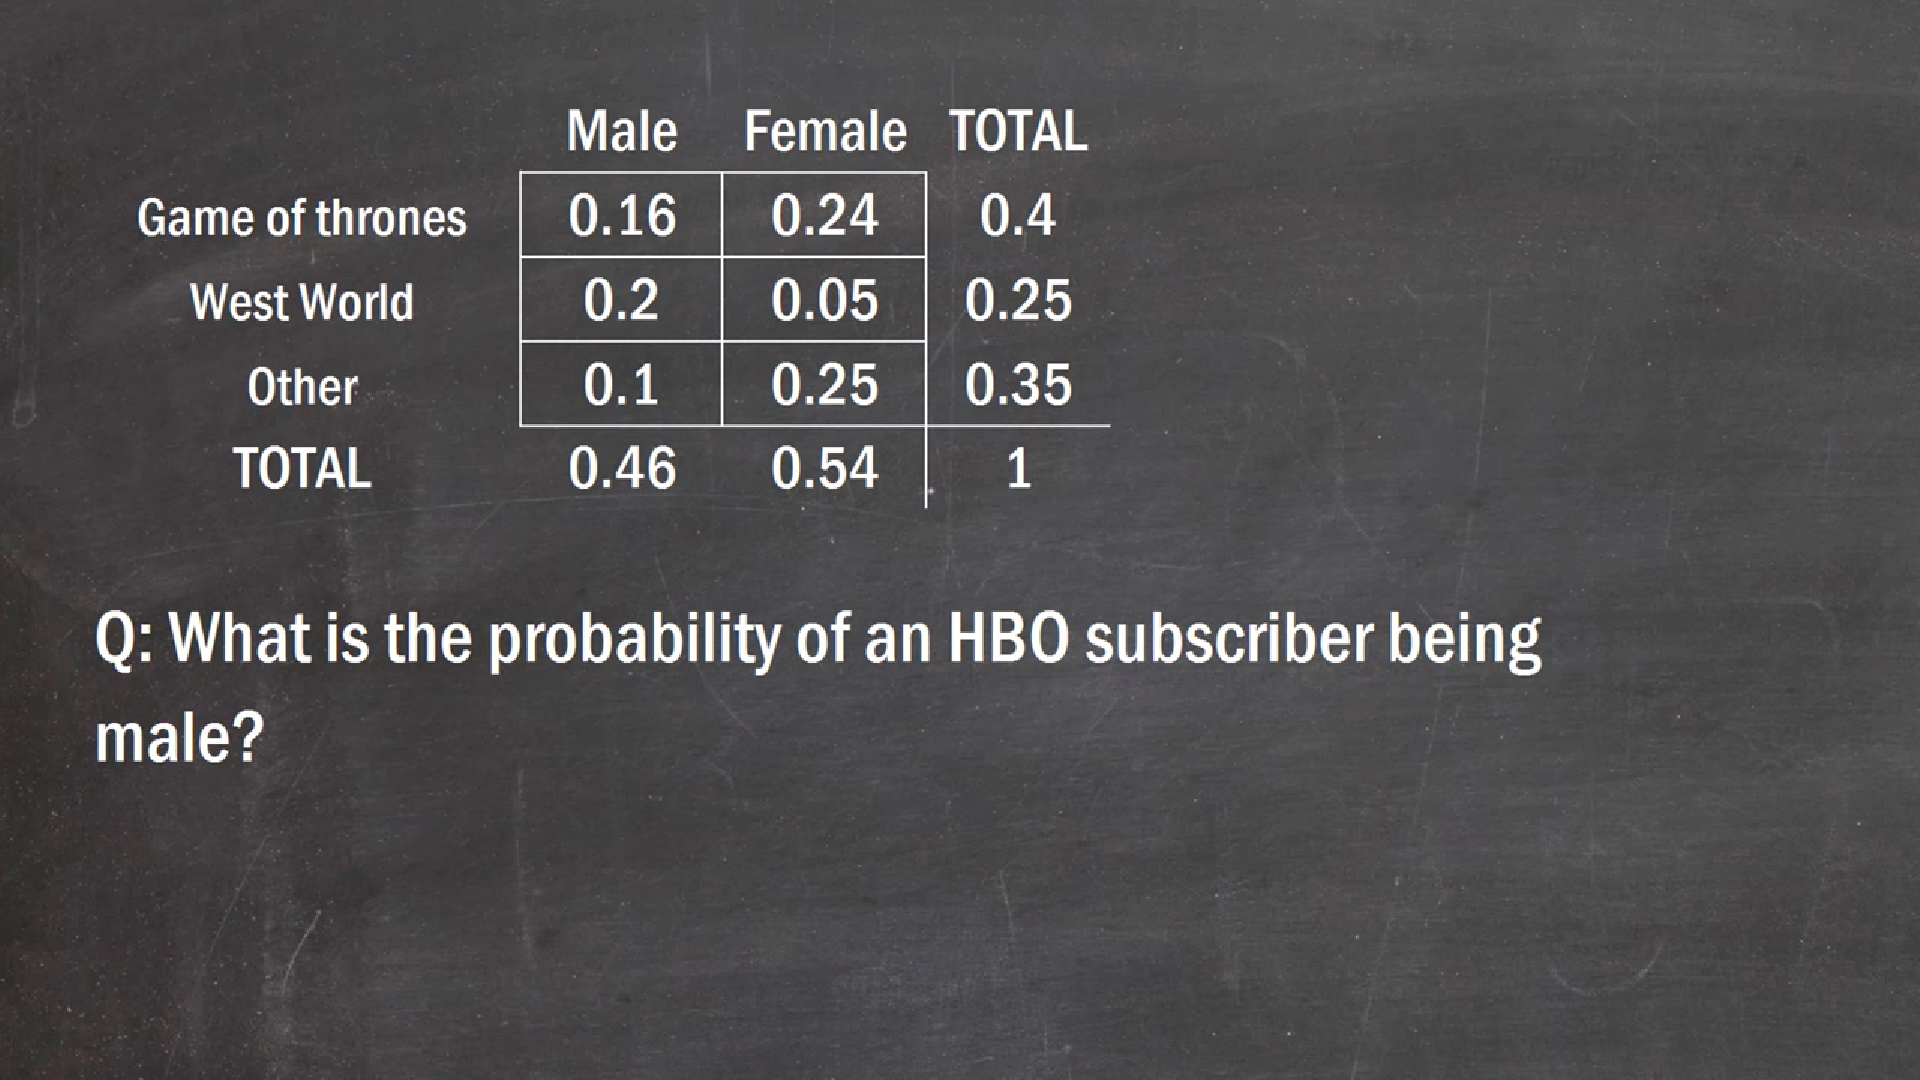 Male Female TOTAL
Game of thrones 0.16 0.24 0.4
West World 0.2 0.05 0.25
Other 0.1 0.25 0.35
TOTAL 0.46 0.54 1
Q: What is the probability of an HBO subscriber being
male?